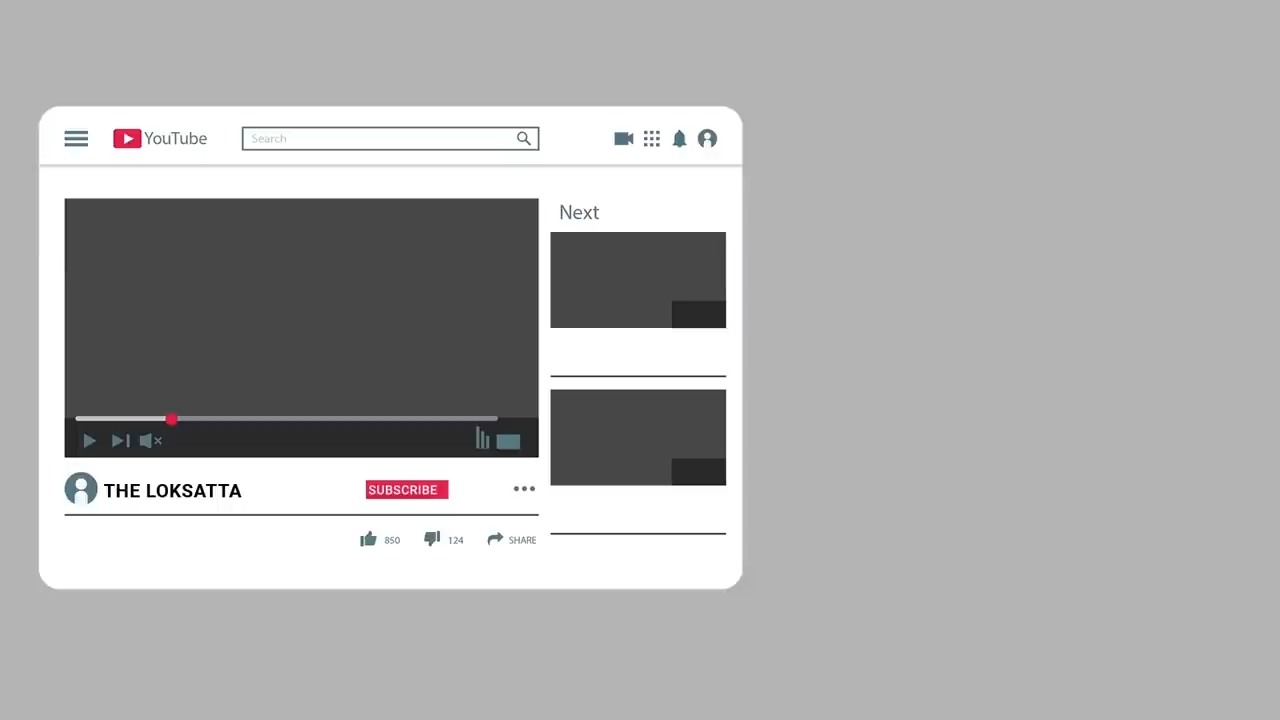 YouTube
Search
Next
THE LOKSATTA
SUBSCRIBE
850
124
SHARE